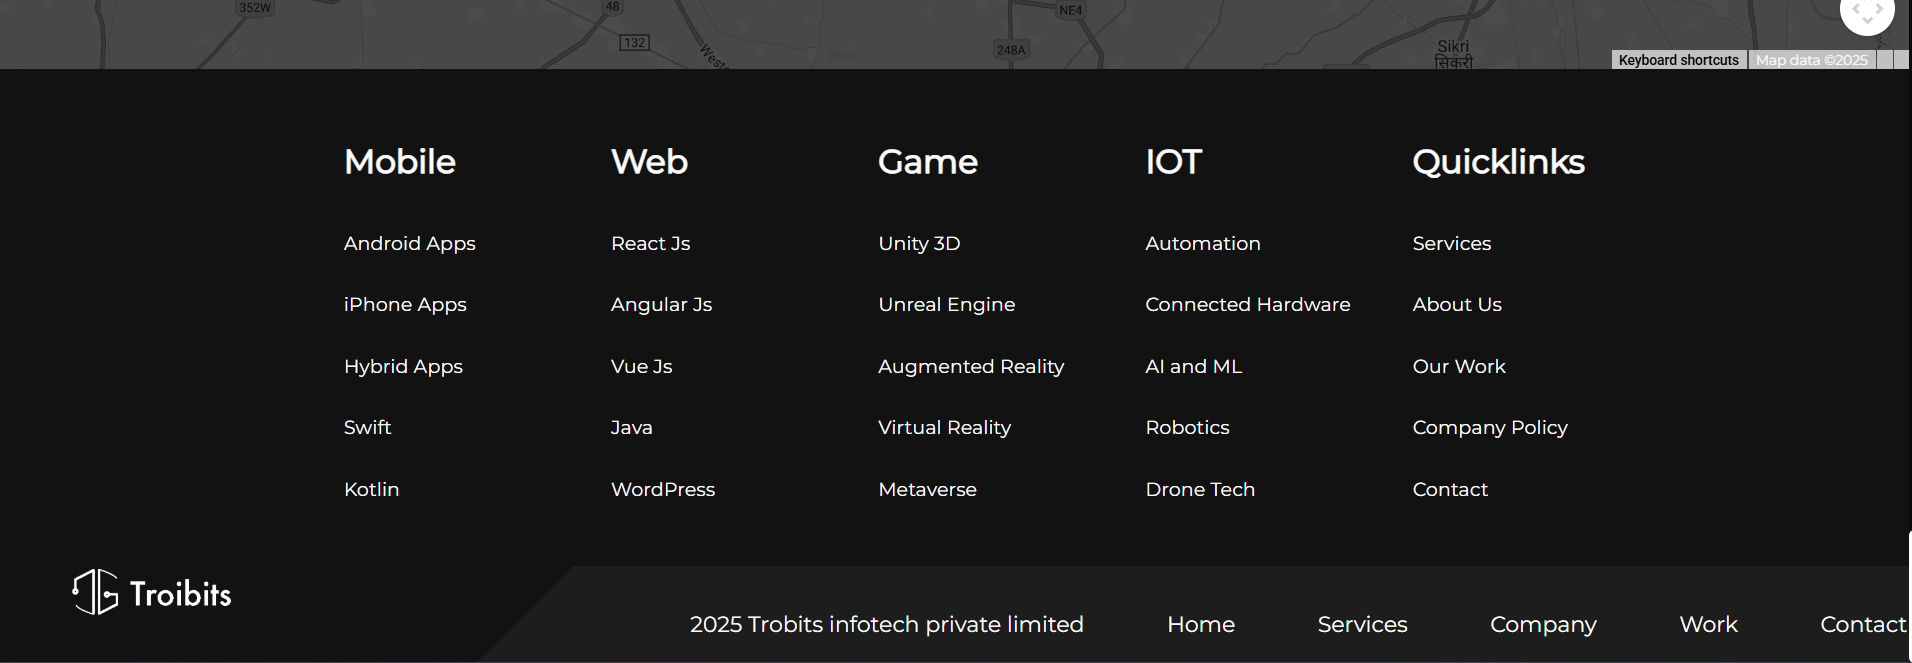 352W
48
NE4
132
248A
Sikri
सिकरी
Keyboard shortcuts
Map data ©2025
Mobile
Web
Game
IOT
Quicklinks
Android Apps
React Js
Unity 3D
Automation
Services
iPhone Apps
Angular Js
Unreal Engine
Connected Hardware
About Us
Hybrid Apps
Vue Js
Augmented Reality
AI and ML
Our Work
Swift
Java
Virtual Reality
Robotics
Company Policy
Kotlin
WordPress
Metaverse
Drone Tech
Contact
Troibits
2025 Trobits infotech private limited
Home
Services
Company
Work
Contact